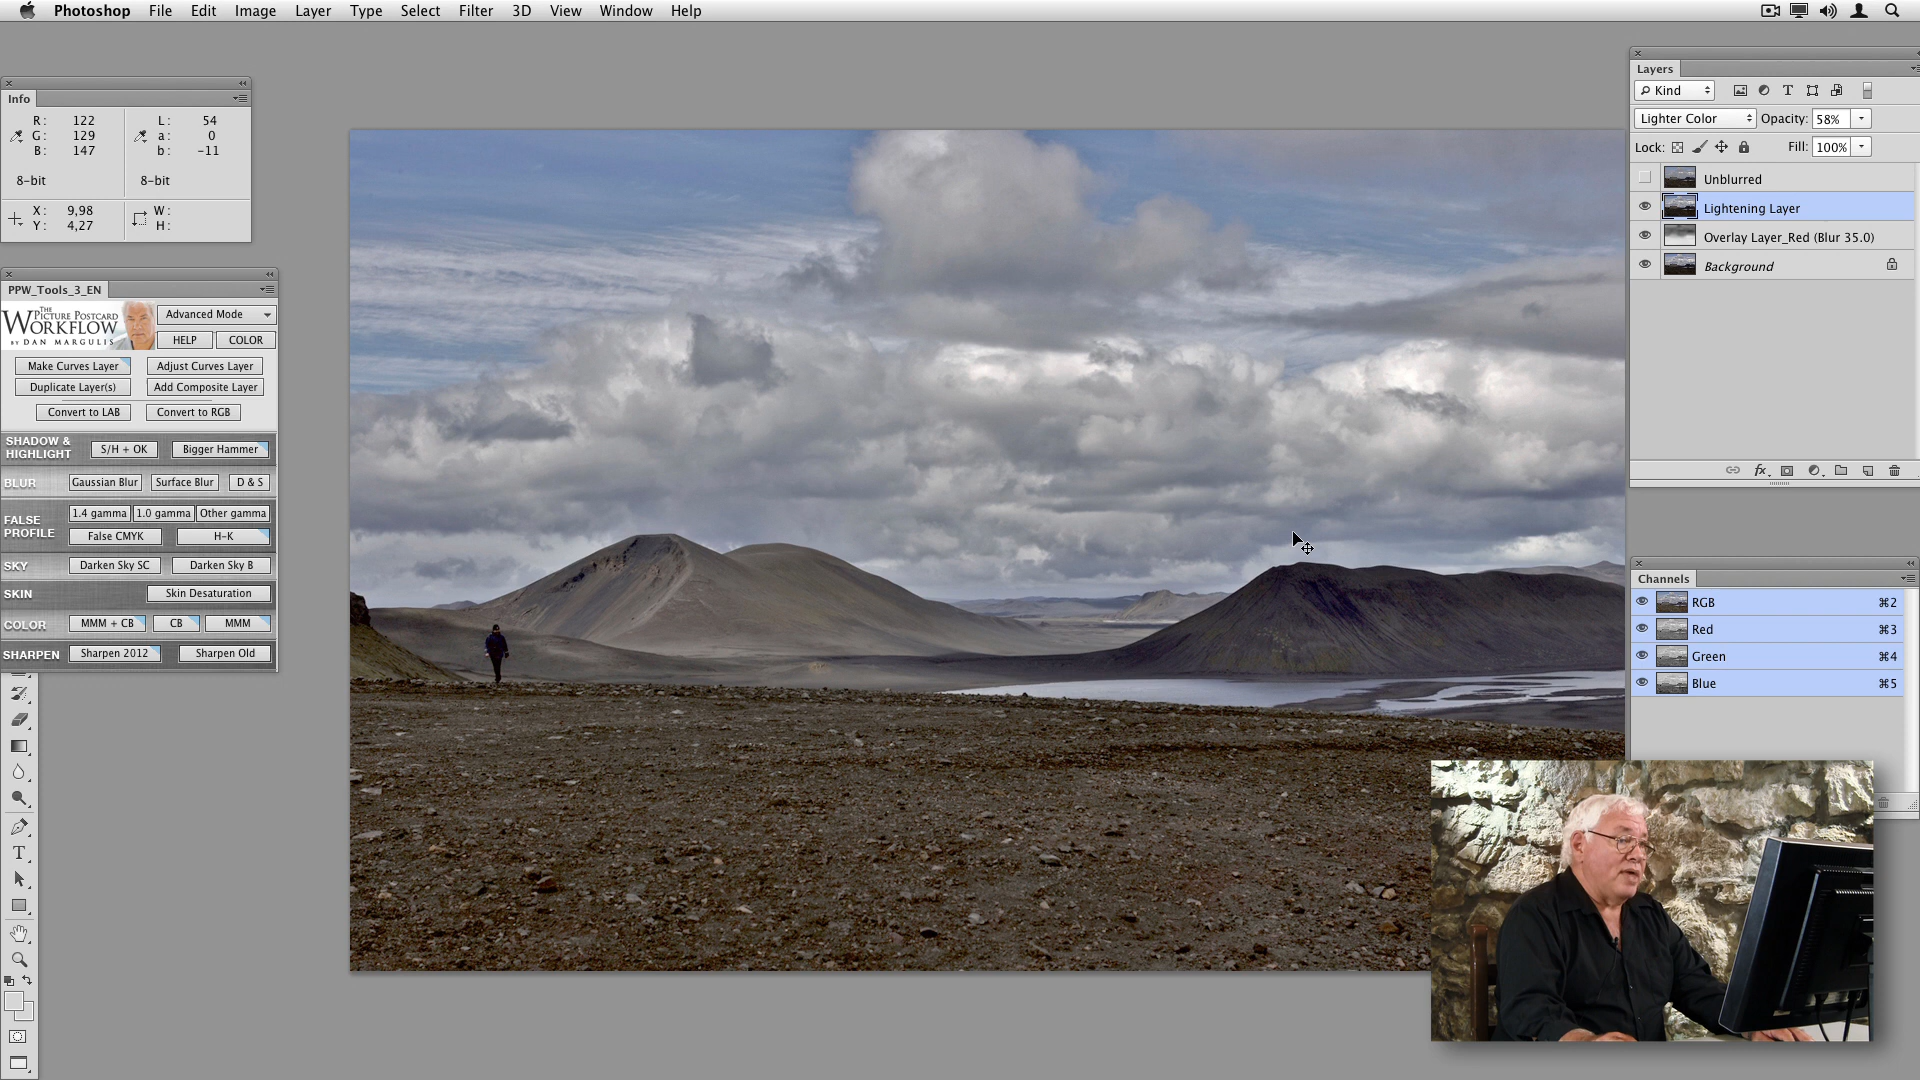 Photoshop File Edit Image Layer Type Select Filter 3D View Window Help
Info
R: 122 L: 54
G: 129 a: 0
B: 147 b: -11
8-bit 8-bit
X: 9,98 W:
Y: 4,27 H:
PPW_Tools_3_EN
THE PICTURE POSTCARD
WORKFLOW
BY DAN MARGULIS
Advanced Mode
HELP COLOR
Make Curves Layer Adjust Curves Layer
Duplicate Layer(s) Add Composite Layer
Convert to LAB Convert to RGB
SHADOW &
HIGHLIGHT
S/H + OK Bigger Hammer
BLUR Gaussian Blur Surface Blur D & S
FALSE
PROFILE
1.4 gamma 1.0 gamma Other gamma
False CMYK H-K
SKY Darken Sky SC Darken Sky B
SKIN Skin Desaturation
COLOR MMM + CB CB MMM
SHARPEN Sharpen 2012 Sharpen Old
T
Layers
Kind T
Lighter Color Opacity: 58%
Lock: Fill: 100%
Unblurred
Lightening Layer
Overlay Layer_Red (Blur 35.0)
Background
fx
Channels
RGB ⌘2
Red ⌘3
Green ⌘4
Blue ⌘5